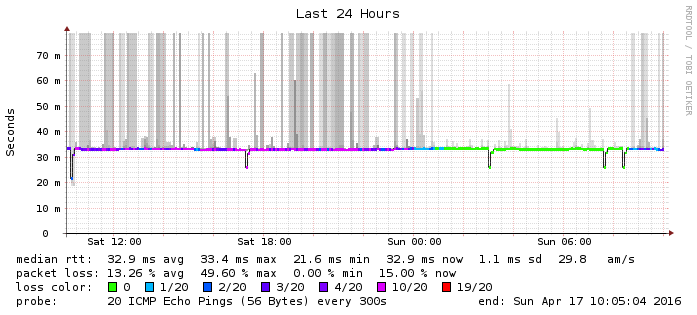 Last 24 Hours
RRDTOOL / TOBI OETIKER
Seconds
70 m
60 m
50 m
40 m
30 m
20 m
10 m
0
Sat 12:00 Sat 18:00 Sun 00:00 Sun 06:00
median rtt: 32.9 ms avg 33.4 ms max 21.6 ms min 32.9 ms now 1.1 ms sd 29.8 am/s
packet loss: 13.26 % avg 49.60 % max 0.00 % min 15.00 % now
loss color: 0 1/20 2/20 3/20 4/20 10/20 19/20
probe: 20 ICMP Echo Pings (56 Bytes) every 300s end: Sun Apr 17 10:05:04 2016